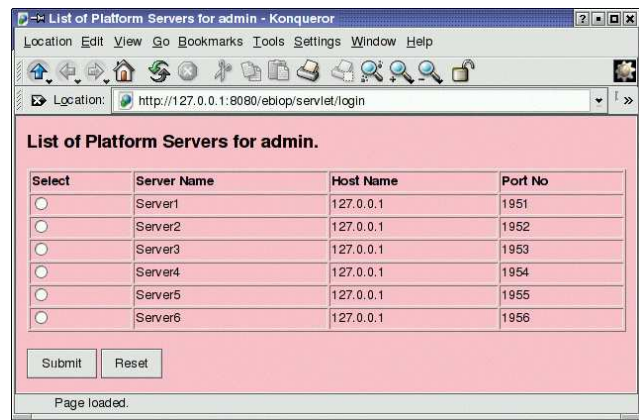 List of Platform Servers for admin - Konqueror
Location Edit View Go Bookmarks Tools Settings Window Help
Location: http://127.0.0.1:8080/ebiop/servlet/login
List of Platform Servers for admin.
Select Server Name Host Name Port No
Server1 127.0.0.1 1951
Server2 127.0.0.1 1952
Server3 127.0.0.1 1953
Server4 127.0.0.1 1954
Server5 127.0.0.1 1955
Server6 127.0.0.1 1956
Submit Reset
Page loaded.